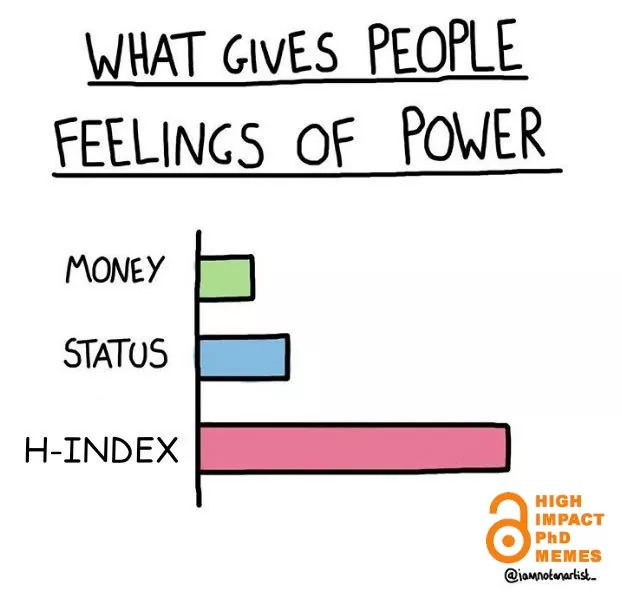 WHAT GIVES PEOPLE
FEELINGS OF POWER
MONEY
STATUS
H-INDEX
HIGH
IMPACT
PhD
MEMES
@iamnotanartist_